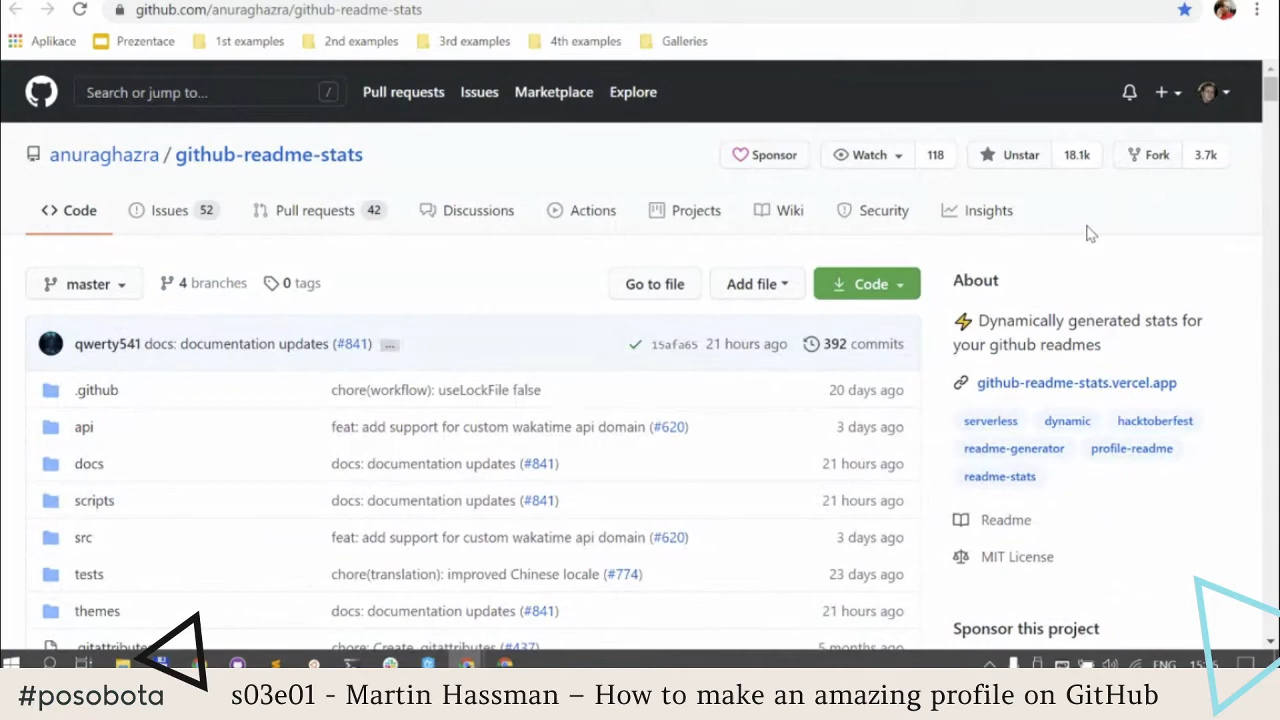 github.com/anuraghazra/github-readme-stats
Aplikace Prezentace 1st examples 2nd examples 3rd examples 4th examples Galleries
Search or jump to... / Pull requests Issues Marketplace Explore
anuraghazra / github-readme-stats Sponsor Watch 118 Unstar 18.1k Fork 3.7k
Code Issues 52 Pull requests 42 Discussions Actions Projects Wiki Security Insights
master 4 branches 0 tags Go to file Add file Code
About
⚡ Dynamically generated stats for
your github readmes
qwerty541 docs: documentation updates (#841) ... 15afa65 21 hours ago 392 commits
github-readme-stats.vercel.app
.github chore(workflow): useLockFile false 20 days ago
api feat: add support for custom wakatime api domain (#620) 3 days ago
serverless dynamic hacktoberfest
readme-generator profile-readme
docs docs: documentation updates (#841) 21 hours ago
readme-stats
scripts docs: documentation updates (#841) 21 hours ago
Readme
src feat: add support for custom wakatime api domain (#620) 3 days ago
MIT License
tests chore(translation): improved Chinese locale (#774) 23 days ago
themes docs: documentation updates (#841) 21 hours ago
Sponsor this project
.gitattributes chore: Create .gitattributes (#437) 5 months ago
ENG
#posobota s03e01 - Martin Hassman – How to make an amazing profile on GitHub